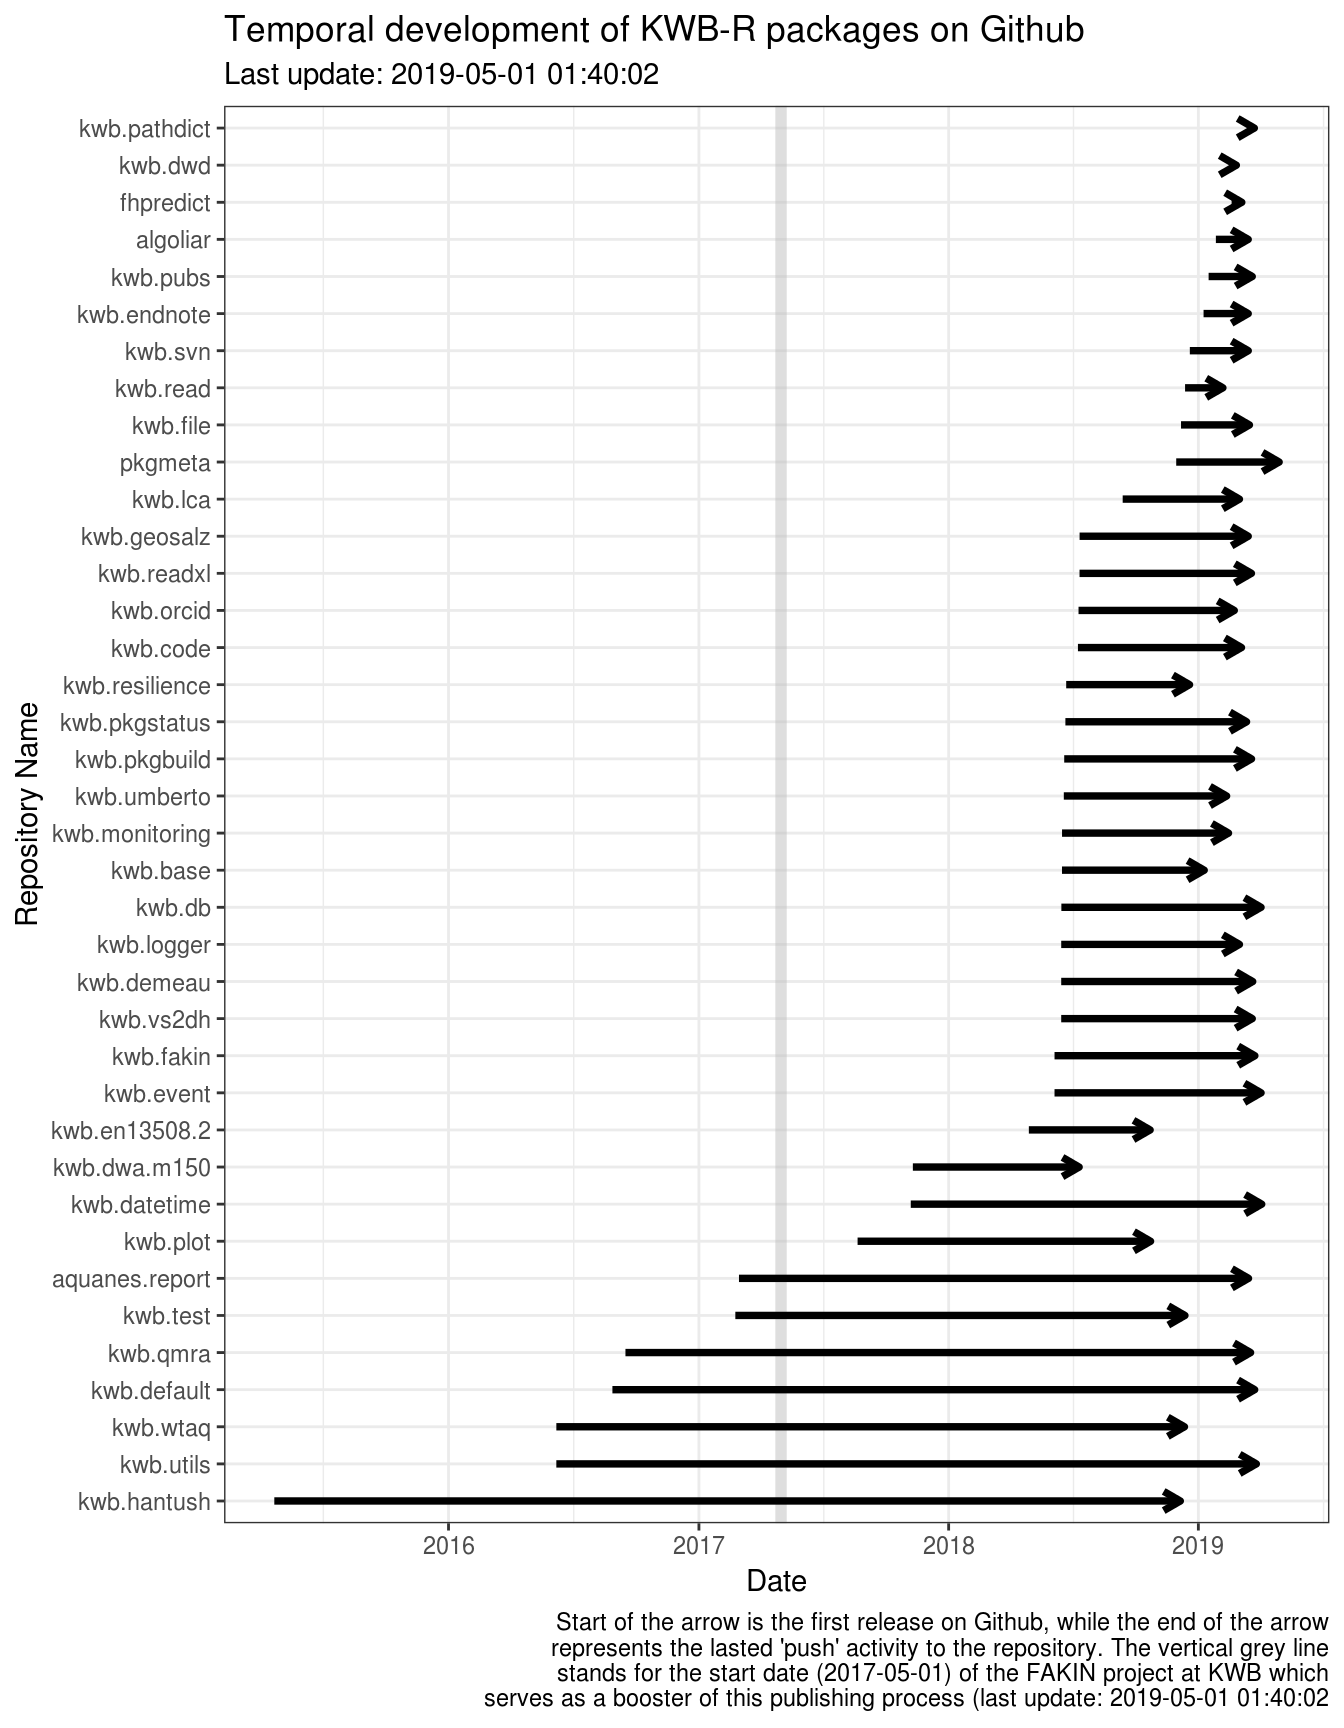 Temporal development of KWB-R packages on Github
Last update: 2019-05-01 01:40:02
kwb.pathdict
kwb.dwd
fhpredict
algoliar
kwb.pubs
kwb.endnote
kwb.svn
kwb.read
kwb.file
pkgmeta
kwb.lca
kwb.geosalz
kwb.readxl
kwb.orcid
kwb.code
kwb.resilience
kwb.pkgstatus
kwb.pkgbuild
kwb.umberto
kwb.monitoring
kwb.base
kwb.db
kwb.logger
kwb.demeau
kwb.vs2dh
kwb.fakin
kwb.event
kwb.en13508.2
kwb.dwa.m150
kwb.datetime
kwb.plot
aquanes.report
kwb.test
kwb.qmra
kwb.default
kwb.wtaq
kwb.utils
kwb.hantush
Repository Name
2016 2017 2018 2019
Date
Start of the arrow is the first release on Github, while the end of the arrow
represents the lasted 'push' activity to the repository. The vertical grey line
stands for the start date (2017-05-01) of the FAKIN project at KWB which
serves as a booster of this publishing process (last update: 2019-05-01 01:40:02